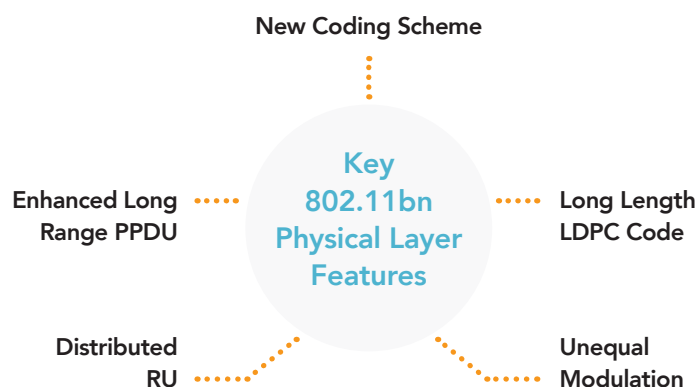 New Coding Scheme
Key
802.11bn
Physical Layer
Features
Enhanced Long
Range PPDU
Long Length
LDPC Code
Distributed
RU
Unequal
Modulation